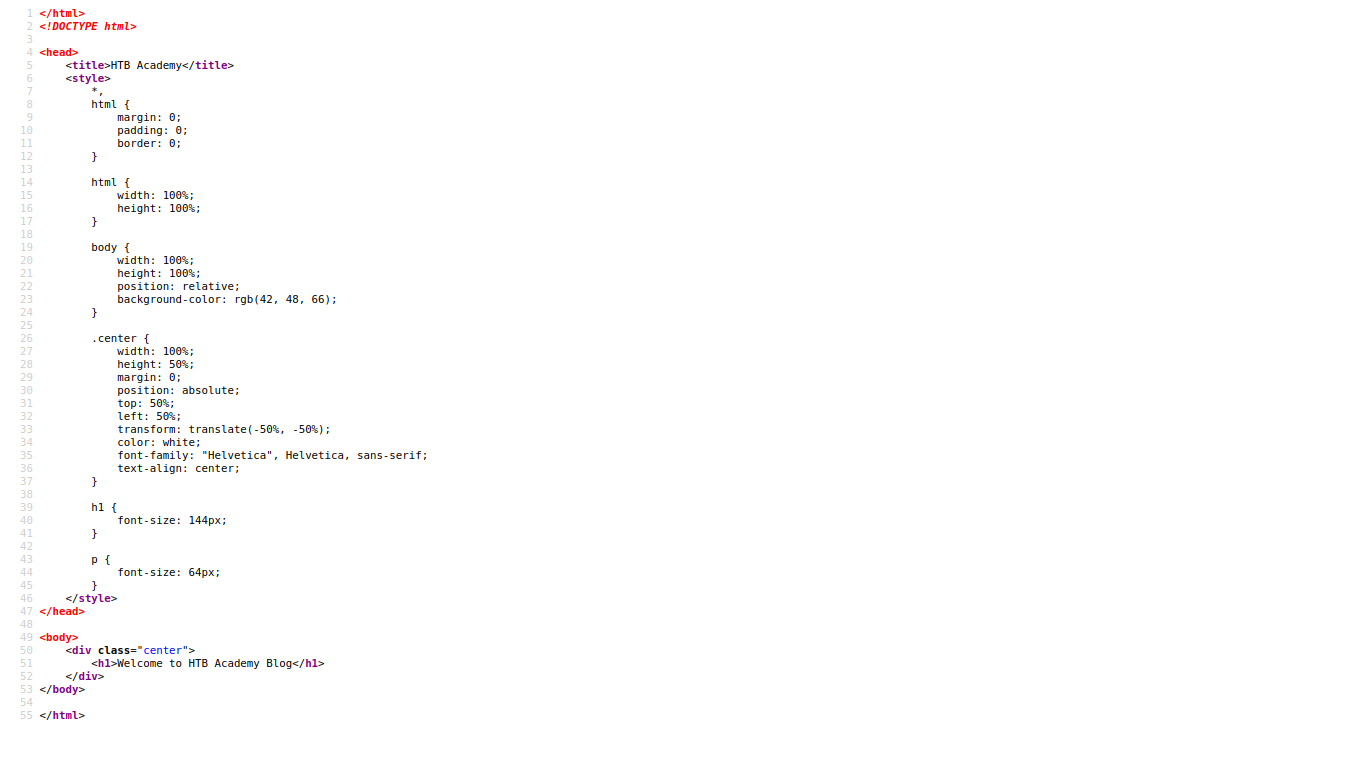 1 </html>
2 <!DOCTYPE html>
3
4 <head>
5     <title>HTB Academy</title>
6     <style>
7         *,
8         html {
9             margin: 0;
10             padding: 0;
11             border: 0;
12         }
13
14         html {
15             width: 100%;
16             height: 100%;
17         }
18
19         body {
20             width: 100%;
21             height: 100%;
22             position: relative;
23             background-color: rgb(42, 48, 66);
24         }
25
26         .center {
27             width: 100%;
28             height: 50%;
29             margin: 0;
30             position: absolute;
31             top: 50%;
32             left: 50%;
33             transform: translate(-50%, -50%);
34             color: white;
35             font-family: "Helvetica", Helvetica, sans-serif;
36             text-align: center;
37         }
38
39         h1 {
40             font-size: 144px;
41         }
42
43         p {
44             font-size: 64px;
45         }
46     </style>
47 </head>
48
49 <body>
50     <div class="center">
51         <h1>Welcome to HTB Academy Blog</h1>
52     </div>
53 </body>
54
55 </html>